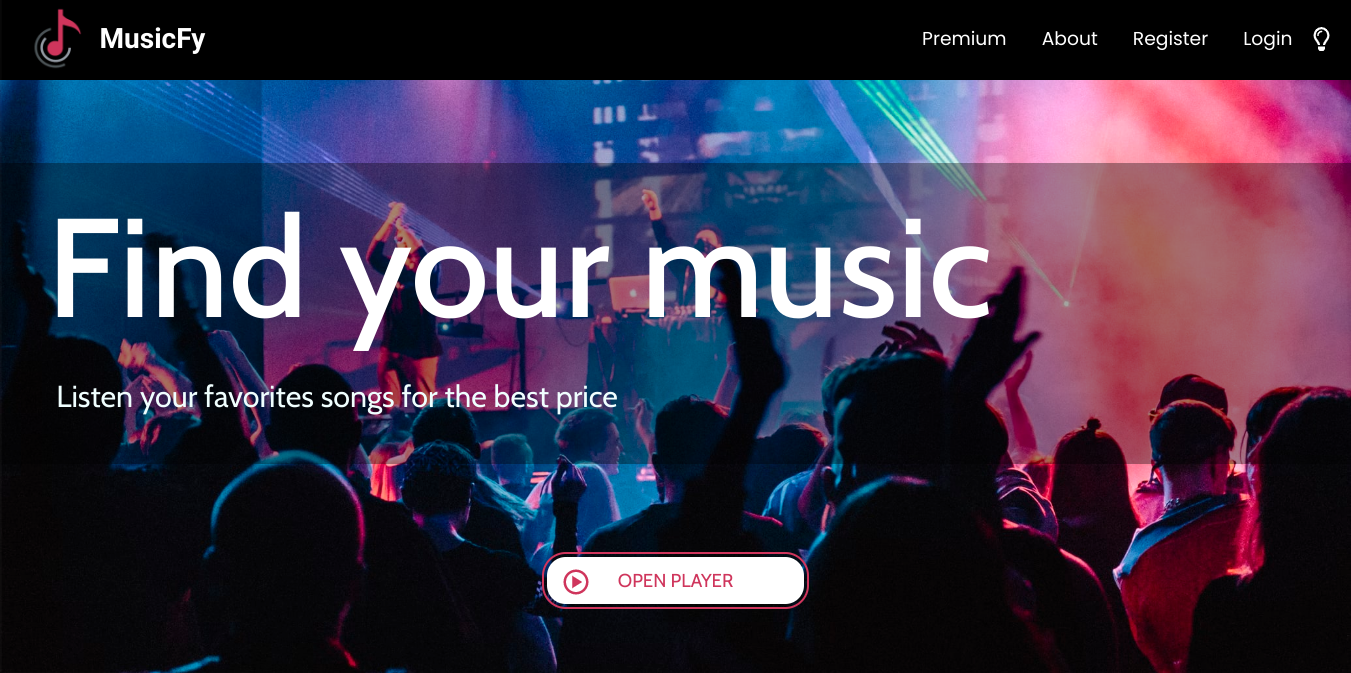 MusicFy
Premium About Register Login
Find your music
Listen your favorites songs for the best price
OPEN PLAYER